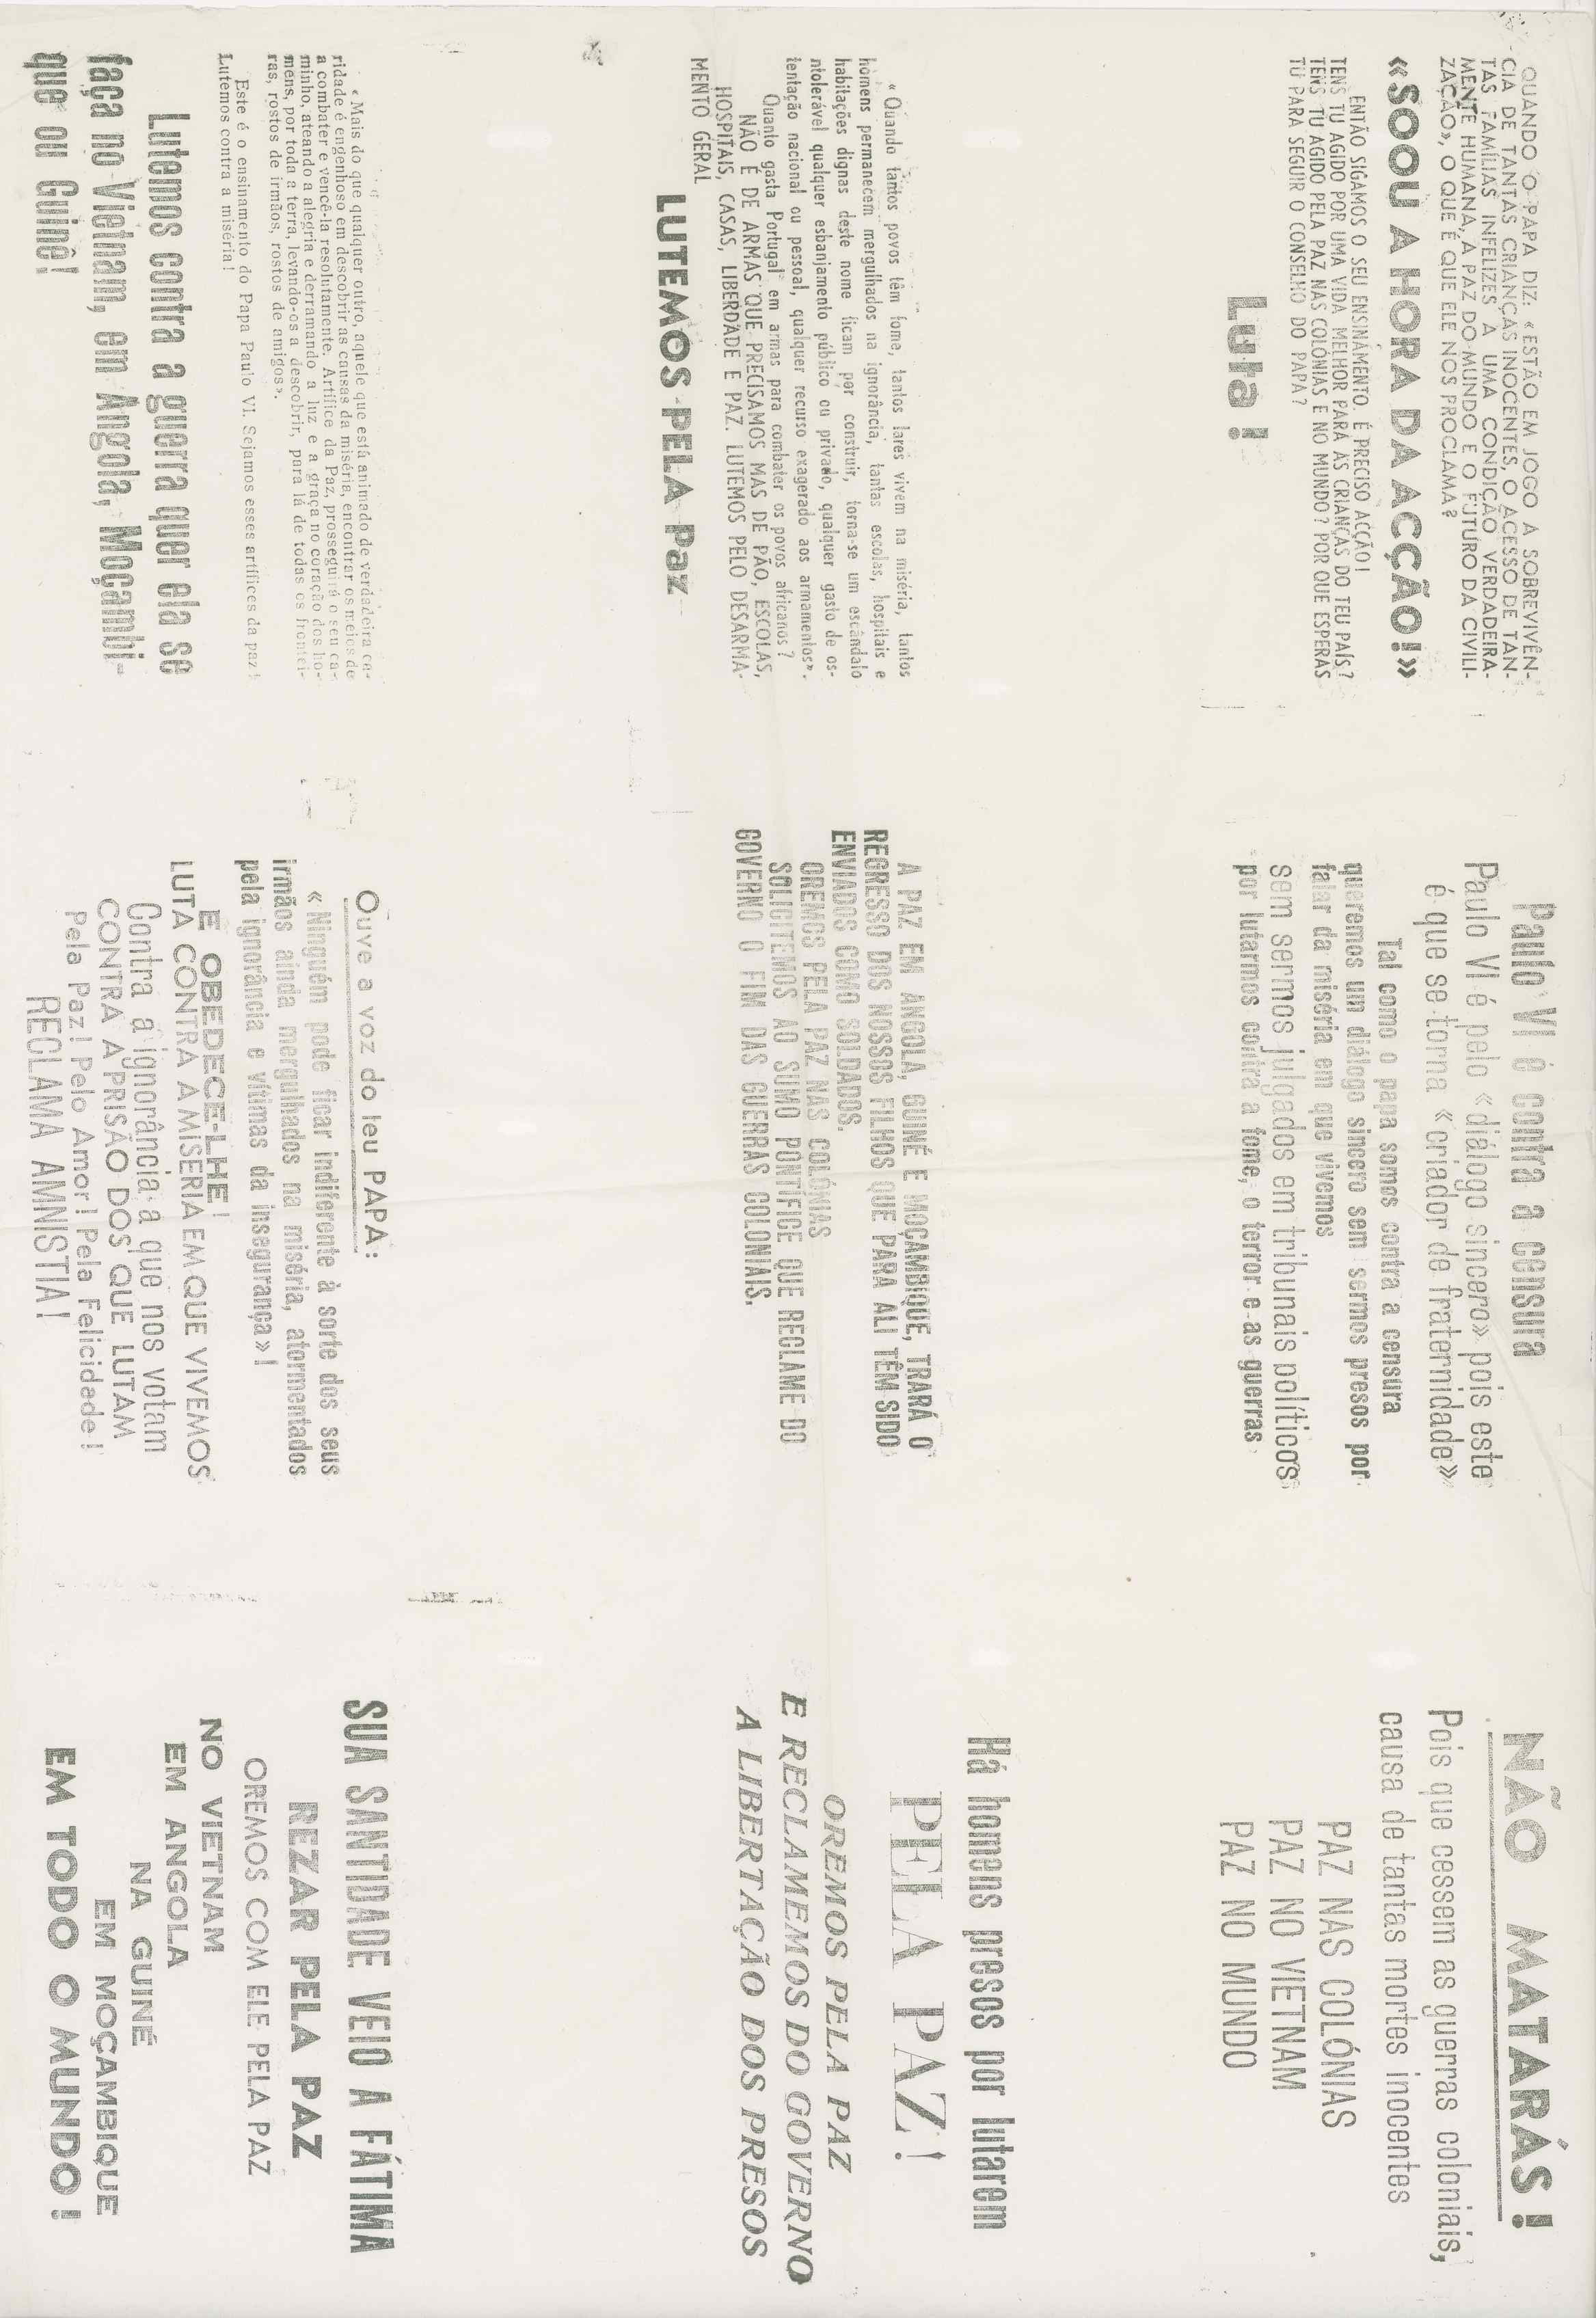 QUANDO O PAPA DIZ: «ESTÃO EM JOGO A SOBREVIVÊN-
CIA DE TANTAS CRIANÇAS INOCENTES, O ACESSO DE TAN-
TAS FAMÍLIAS INFELIZES A UMA CONDIÇÃO VERDADEIRA-
MENTE HUMANA, A PAZ DO MUNDO E O FUTURO DA CIVILI-
ZAÇÃO», O QUE É QUE ELE NOS PROCLAMA?
«SOOU A HORA DA ACÇÃO!»
ENTÃO SIGAMOS O SEU ENSINAMENTO. É PRECISO ACÇÃO!
TENS TU AGIDO POR UMA VIDA MELHOR PARA AS CRIANÇAS DO TEU PAÍS?
TENS TU AGIDO PELA PAZ NAS COLÓNIAS E NO MUNDO? POR QUE ESPERAS
TU PARA SEGUIR O CONSELHO DO PAPA?
Luta!
Paulo VI é contra a censura
Paulo VI é pelo «diálogo sincero» pois este
é que se torna «criador de fraternidade»
Tal como o papa somos contra a censura
queremos um diálogo sincero sem sermos presos por
falar da miséria em que vivemos
sem sermos julgados em tribunais políticos
por lutarmos contra a fome, o terror e as guerras
NÃO MATARÁS!
Pois que cessem as guerras coloniais,
causa de tantas mortes inocentes
PAZ NAS COLÓNIAS
PAZ NO VIETNAM
PAZ NO MUNDO
«Quando tantos povos têm fome, tantos lares vivem na miséria, tantos
homens permanecem mergulhados na ignorância, tantas escolas, hospitais e
habitações dignas deste nome ficam por construir, torna-se um escândalo
ntolerável qualquer esbanjamento público ou privado, qualquer gasto de os-
tentação nacional ou pessoal, qualquer recurso exagerado aos armamentos».
Quanto gasta Portugal em armas para combater os povos africanos?
NÃO É DE ARMAS QUE PRECISAMOS MAS DE PÃO, ESCOLAS,
HOSPITAIS, CASAS, LIBERDADE E PAZ. LUTEMOS PELO DESARMA-
MENTO GERAL
LUTEMOS PELA Paz
A PAZ EM ANGOLA, GUINÉ E MOÇAMBIQUE, TRARÁ O
REGRESSO DOS NOSSOS FILHOS QUE PARA ALI TÊM SIDO
ENVIADOS COMO SOLDADOS.
OREMOS PELA PAZ NAS COLÓNIAS
SOLICITEMOS AO SUMO PONTÍFICE QUE RECLAME DO
GOVERNO O FIM DAS GUERRAS COLONIAIS.
Há homens presos por lutarem
PELA PAZ!
OREMOS PELA PAZ
E RECLAMEMOS DO GOVERNO
A LIBERTAÇÃO DOS PRESOS
«Mais do que qualquer outro, aquele que está animado de verdadeira ca-
ridade é engenhoso em descobrir as causas da miséria, encontrar os meios de
a combater e vencê-la resolutamente. Artífice da Paz, prosseguirá o seu ca-
minho, ateando a alegria e derramando a luz e a graça no coração dos ho-
mens, por toda a terra, levando-os a descobrir, para lá de todas os frontei-
ras, rostos de irmãos, rostos de amigos».
Este é o ensinamento do Papa Paulo VI. Sejamos esses artífices da paz!
Lutemos contra a miséria!
Lutemos contra a guerra quer ela se
faça no Vietnam, em Angola, Moçambi-
que ou Guiné!
Ouve a voz do teu PAPA:
«Ninguém pode ficar indiferente à sorte dos seus
irmãos ainda mergulhados na miséria, atormentados
pela ignorância e vítimas da insegurança»!
E OBEDECE-LHE!
LUTA CONTRA A MISERIA EM QUE VIVEMOS
Contra a ignorância a que nos votam
CONTRA A PRISÃO DOS QUE LUTAM
Pela Paz! Pelo Amor! Pela Felicidade!
RECLAMA AMNISTIA!
SUA SANTIDADE VEIO A FÁTIMA
REZAR PELA PAZ
OREMOS COM ELE PELA PAZ
NO VIETNAM
EM ANGOLA
NA GUINÉ
EM MOÇAMBIQUE
EM TODO O MUNDO!